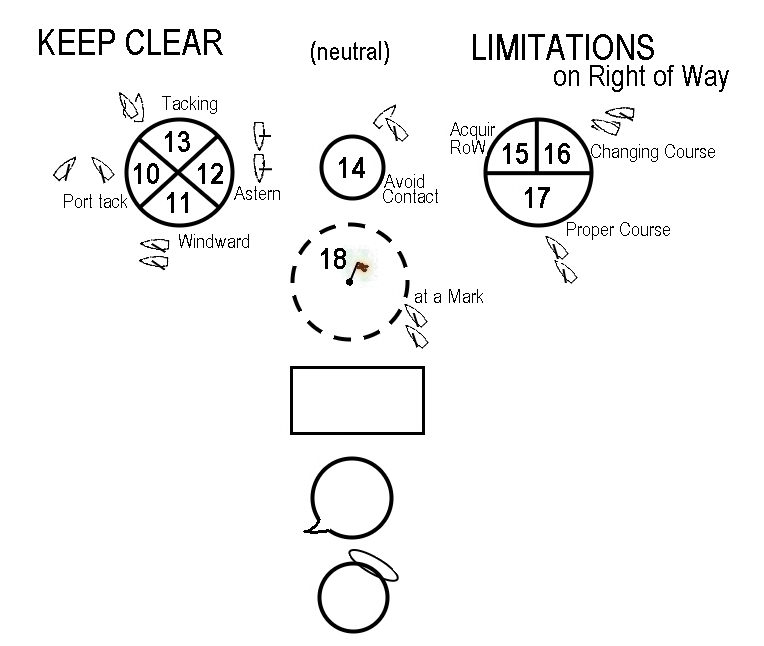 KEEP CLEAR
(neutral)
LIMITATIONS
on Right of Way
Tacking
13
10
12
11
Port tack
Astern
Windward
14
Avoid
Contact
Acquir
RoW
15
16
Changing Course
17
Proper Course
18
at a Mark